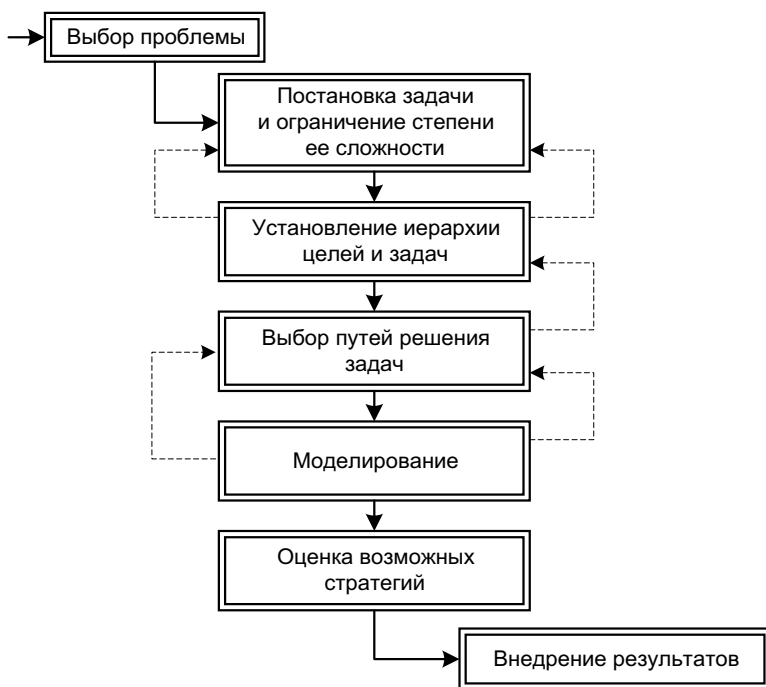 Выбор проблемы
Постановка задачи
и ограничение степени
ее сложности
Установление иерархии
целей и задач
Выбор путей решения
задач
Моделирование
Оценка возможных
стратегий
Внедрение результатов